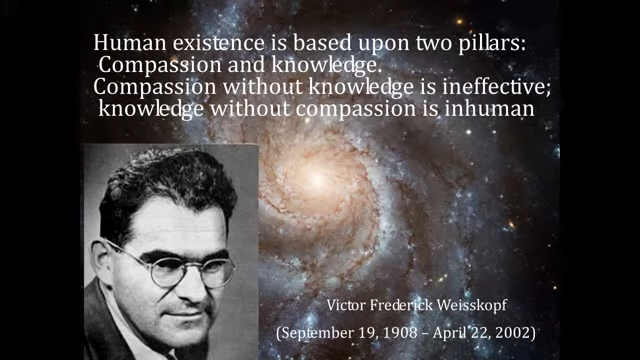 Human existence is based upon two pillars:
Compassion and knowledge.
Compassion without knowledge is ineffective;
knowledge without compassion is inhuman
Victor Frederick Weisskopf
(September 19, 1908 – April 22, 2002)